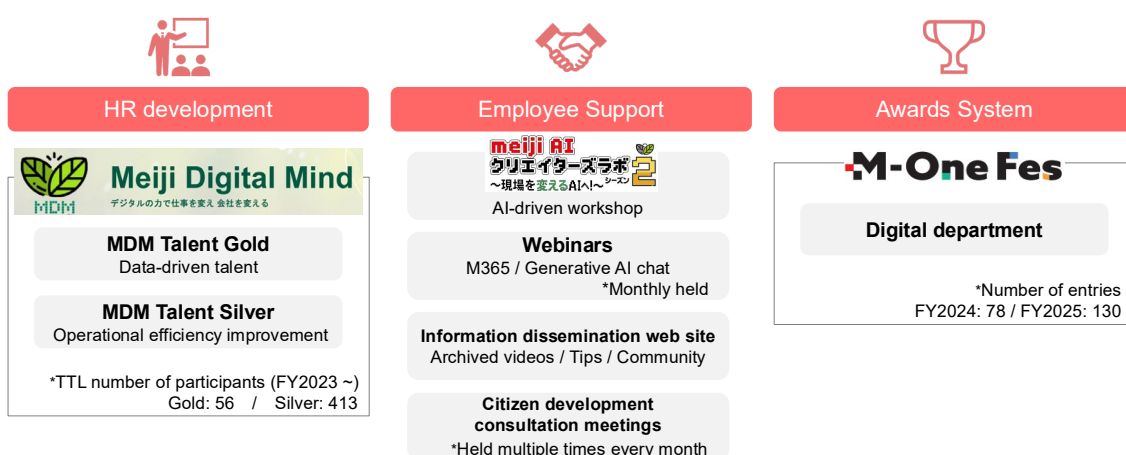 HR development
Meiji Digital Mind
MDM
デジタルの力で仕事を変え 会社を変える
MDM Talent Gold
Data-driven talent
MDM Talent Silver
Operational efficiency improvement
*TTL number of participants (FY2023 ~)
Gold: 56 / Silver: 413
Employee Support
meiji AI
クリエイターズラボ
〜現場を変えるAIへ!〜 シーズン 2
AI-driven workshop
Webinars
M365 / Generative AI chat
*Monthly held
Information dissemination web site
Archived videos / Tips / Community
Citizen development
consultation meetings
*Held multiple times every month
Awards System
M-One Fes
Digital department
*Number of entries
FY2024: 78 / FY2025: 130